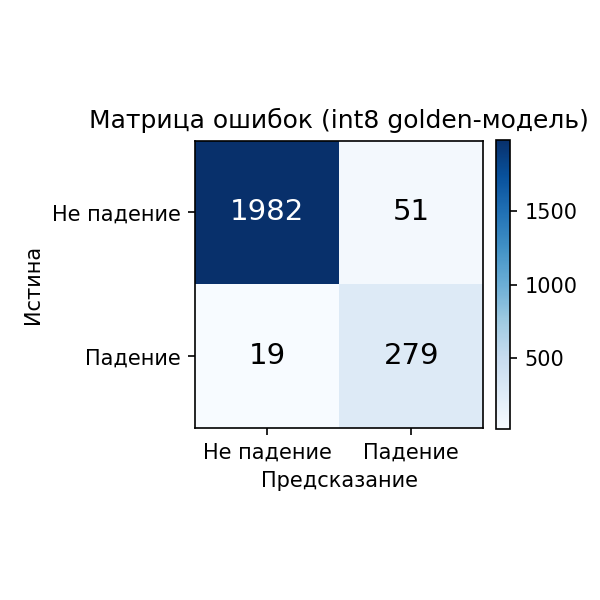 Матрица ошибок (int8 golden-модель)
Истина
Не падение
1982
51
Падение
19
279
Не падение
Падение
Предсказание
1500
1000
500